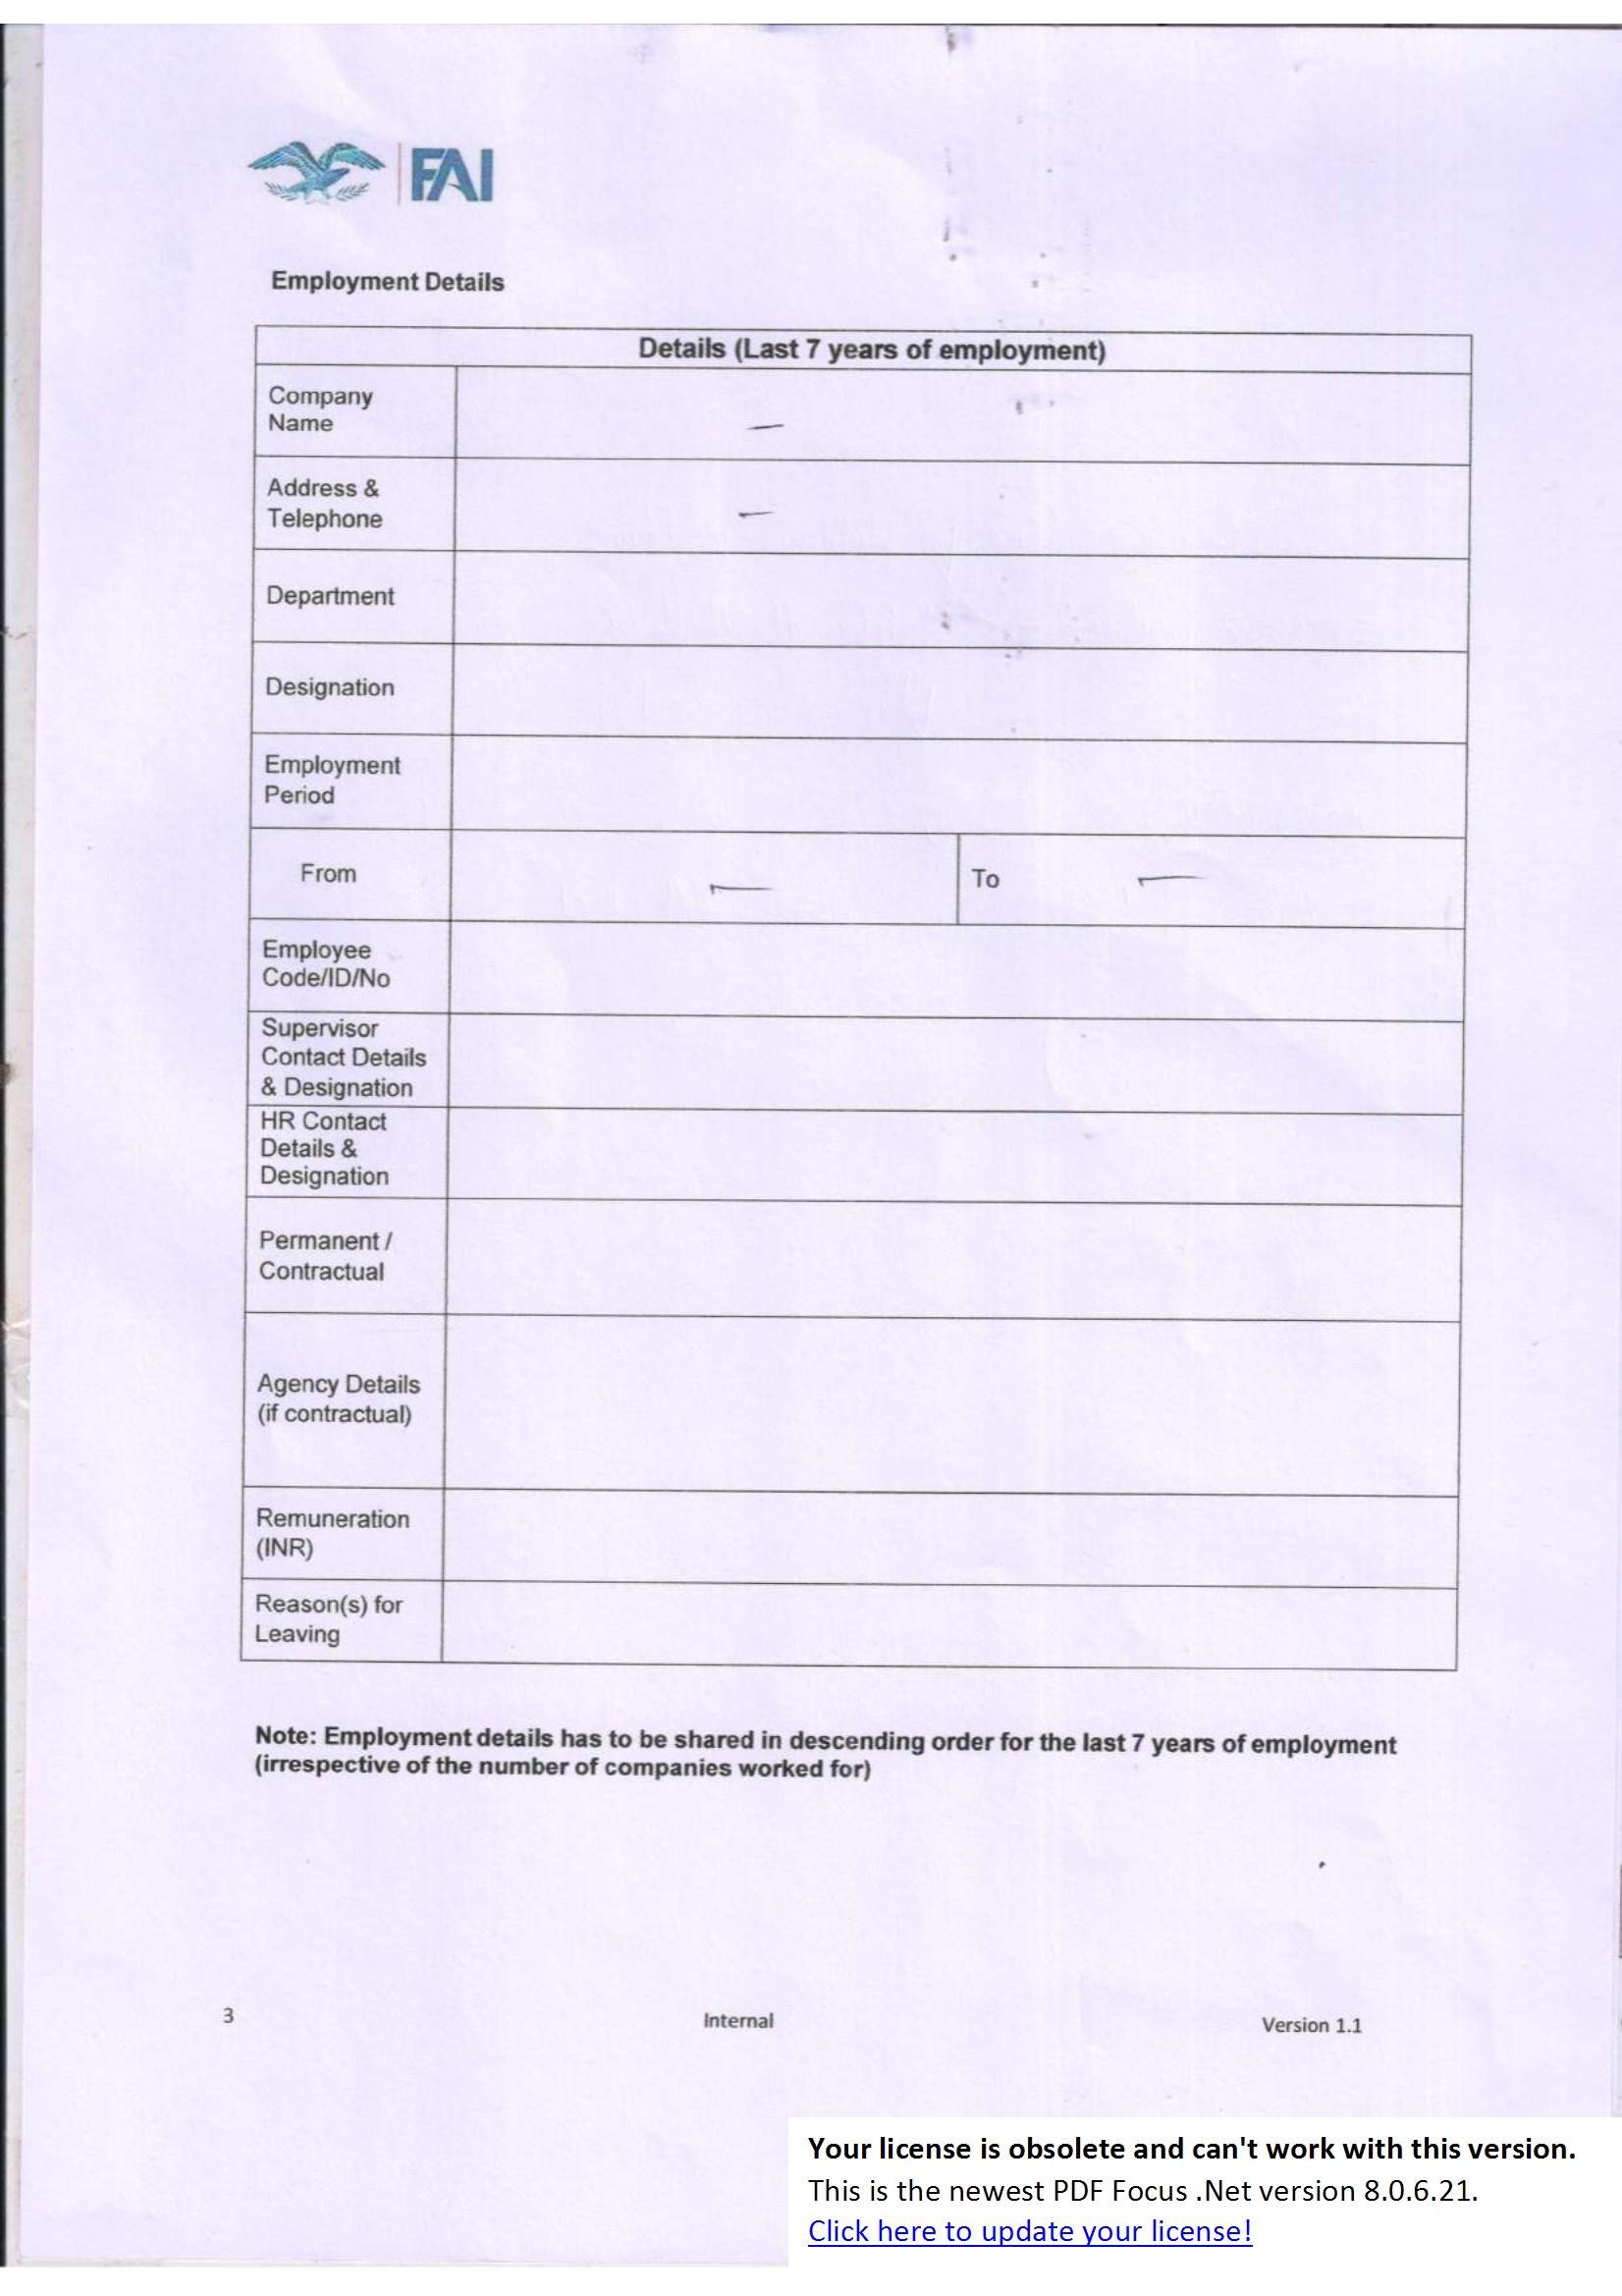 FAI
Employment Details
Details (Last 7 years of employment)
Company
Name
—
Address &
Telephone
—
Department
Designation
Employment
Period
From
—
To
—
Employee
Code/ID/No
Supervisor
Contact Details
& Designation
HR Contact
Details &
Designation
Permanent /
Contractual
Agency Details
(if contractual)
Remuneration
(INR)
Reason(s) for
Leaving
Note: Employment details has to be shared in descending order for the last 7 years of employment
(irrespective of the number of companies worked for)
3
Internal
Version 1.1
Your license is obsolete and can't work with this version.
This is the newest PDF Focus .Net version 8.0.6.21.
Click here to update your license!